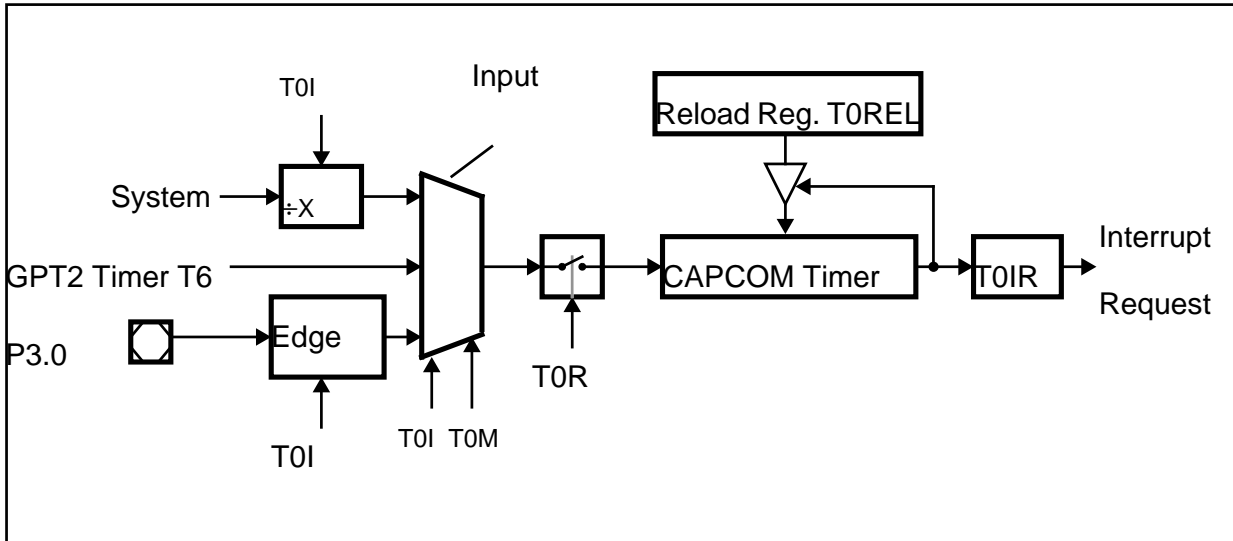 Input
T0I
Reload Reg. T0REL
System
÷X
Interrupt
GPT2 Timer T6
CAPCOM Timer
T0IR
Request
P3.0
Edge
T0R
T0I
T0M
T0I